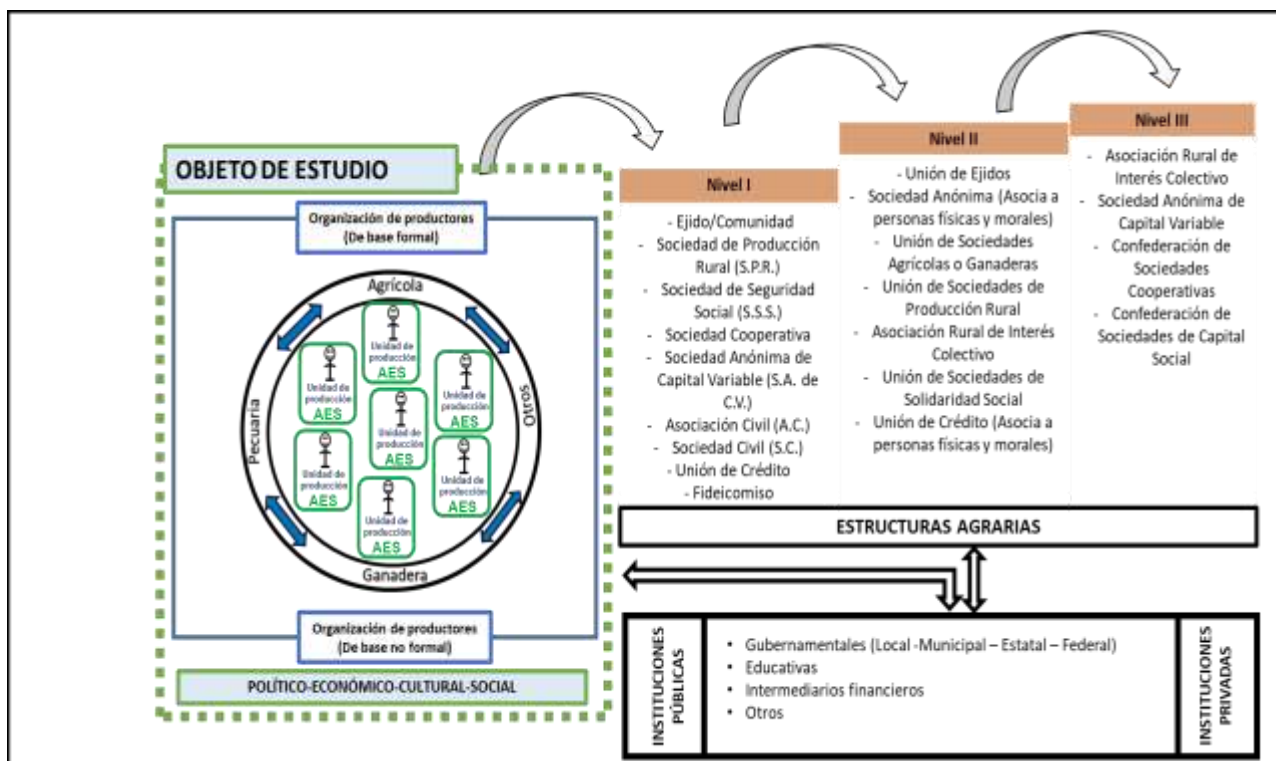 OBJETO DE ESTUDIO
Organización de productores
(De base formal)
Agrícola
Pecuaria
Otros
Ganadera
Unidad de
producción
AES
Unidad de
producción
AES
Unidad de
producción
AES
Unidad de
producción
AES
Unidad de
producción
AES
Unidad de
producción
AES
Unidad de
producción
AES
Organización de productores
(De base no formal)
POLÍTICO-ECONÓMICO-CULTURAL-SOCIAL
Nivel I
- Ejido/Comunidad
- Sociedad de Producción
Rural (S.P.R.)
- Sociedad de Seguridad
Social (S.S.S.)
- Sociedad Cooperativa
- Sociedad Anónima de
Capital Variable (S.A. de
C.V.)
- Asociación Civil (A.C.)
- Sociedad Civil (S.C.)
- Unión de Crédito
- Fideicomiso
Nivel II
- Unión de Ejidos
- Sociedad Anónima (Asocia a
personas físicas y morales)
- Unión de Sociedades
Agrícolas o Ganaderas
- Unión de Sociedades de
Producción Rural
- Asociación Rural de Interés
Colectivo
- Unión de Sociedades de
Solidaridad Social
- Unión de Crédito (Asocia a
personas físicas y morales)
Nivel III
- Asociación Rural de
Interés Colectivo
- Sociedad Anónima de
Capital Variable
- Confederación de
Sociedades
Cooperativas
- Confederación de
Sociedades de Capital
Social
ESTRUCTURAS AGRARIAS
INSTITUCIONES
PÚBLICAS
• Gubernamentales (Local -Municipal – Estatal – Federal)
• Educativas
• Intermediarios financieros
• Otros
INSTITUCIONES
PRIVADAS